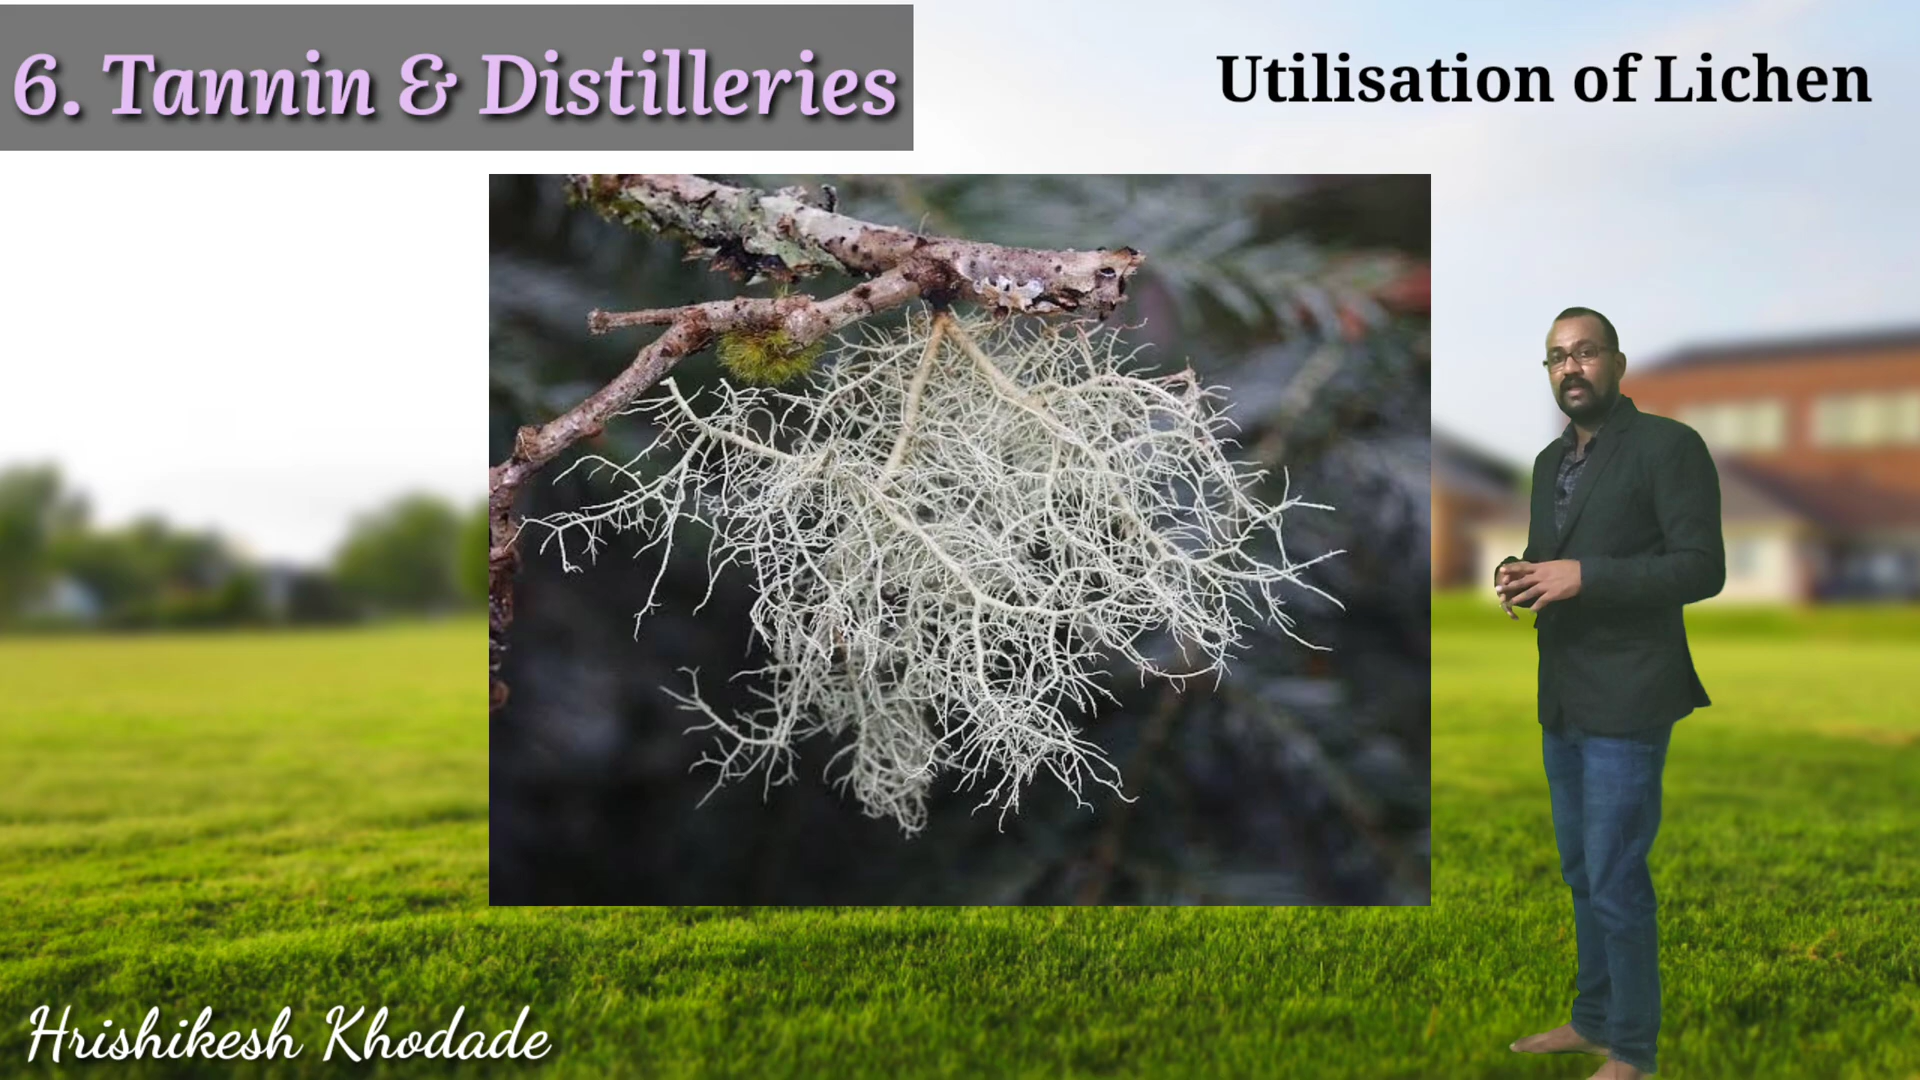 6. Tannin & Distilleries
Utilisation of Lichen
Hrishikesh Khodade